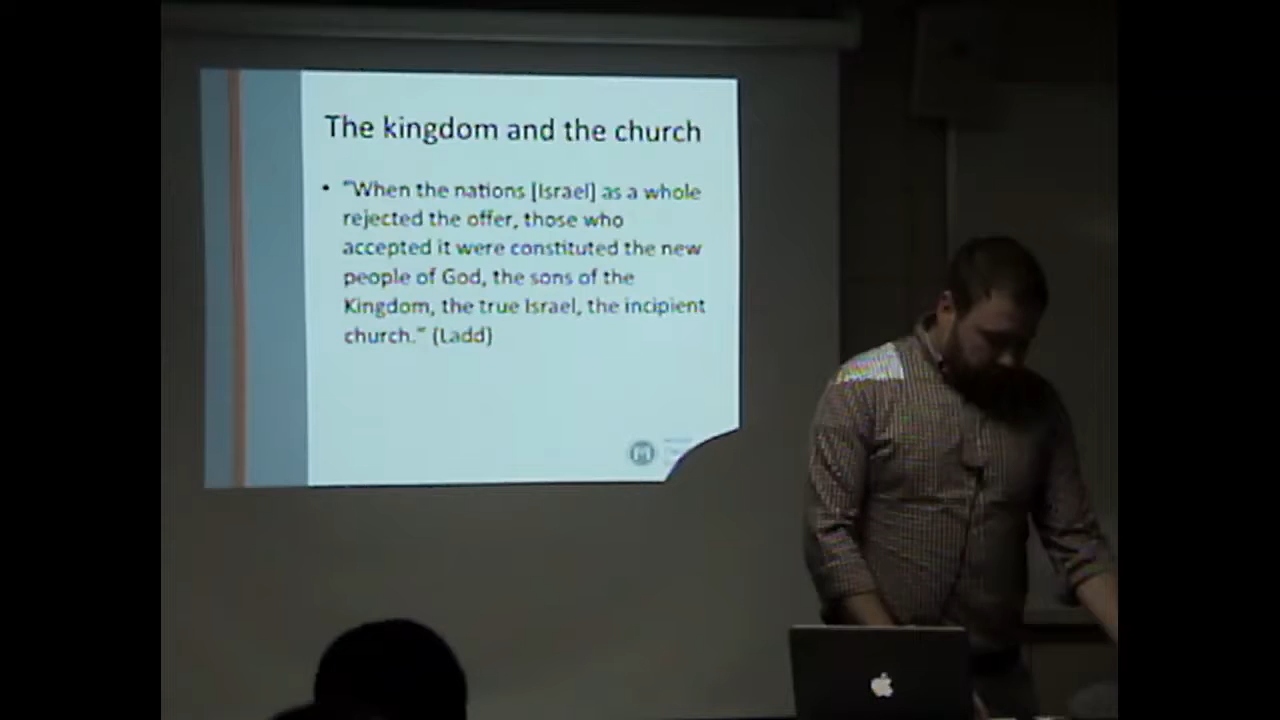 The kingdom and the church
• "When the nations [Israel] as a whole
rejected the offer, those who
accepted it were constituted the new
people of God, the sons of the
Kingdom, the true Israel, the incipient
church." (Ladd)